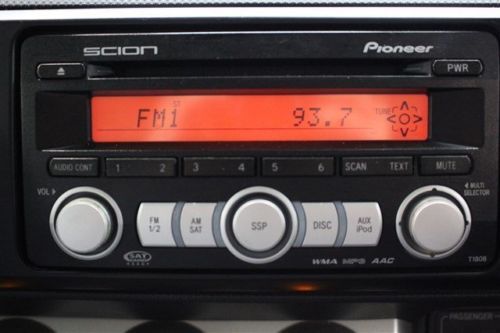 SCION Pioneer
PWR
ST
FM1 93.7 TUNE
AUDIO CONT 1 2 3 4 5 6 SCAN TEXT MUTE
VOL MULTI SELECTOR
FM 1/2 AM SAT SSP DISC AUX iPod
SAT
WMA MP3 AAC T1808
PASSENGER